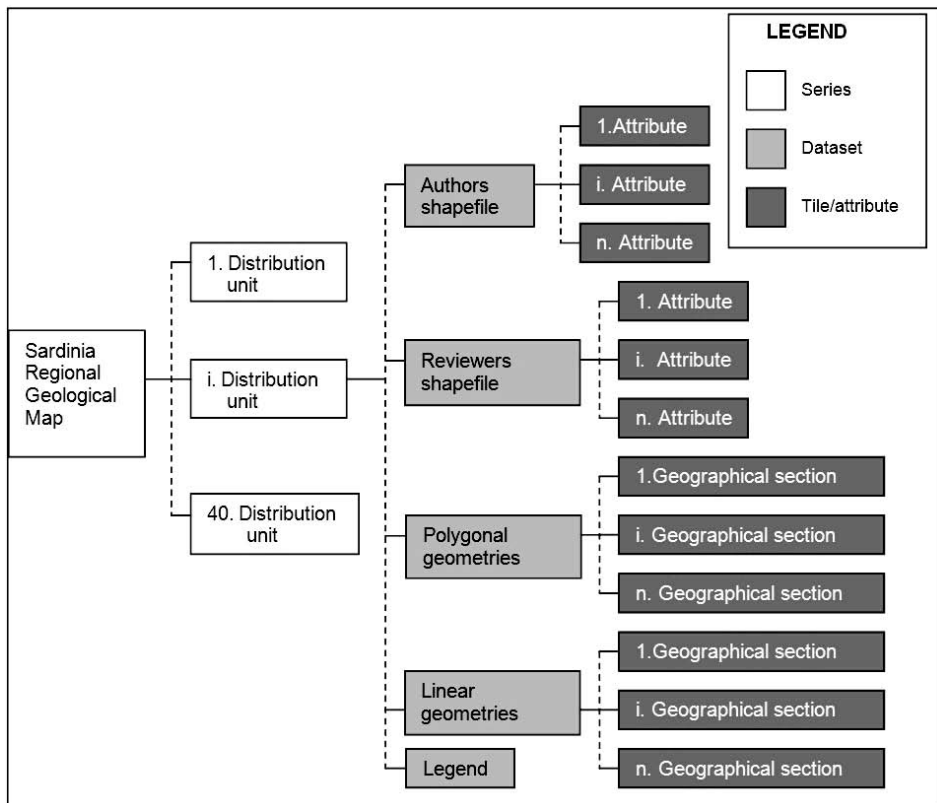 LEGEND
Series
Dataset
Tile/attribute
Sardinia
Regional
Geological
Map
1. Distribution
unit
i. Distribution
unit
40. Distribution
unit
Authors
shapefile
1.Attribute
i. Attribute
n. Attribute
Reviewers
shapefile
1. Attribute
i. Attribute
n. Attribute
Polygonal
geometries
1.Geographical section
i. Geographical section
n. Geographical section
Linear
geometries
1.Geographical section
i. Geographical section
n. Geographical section
Legend